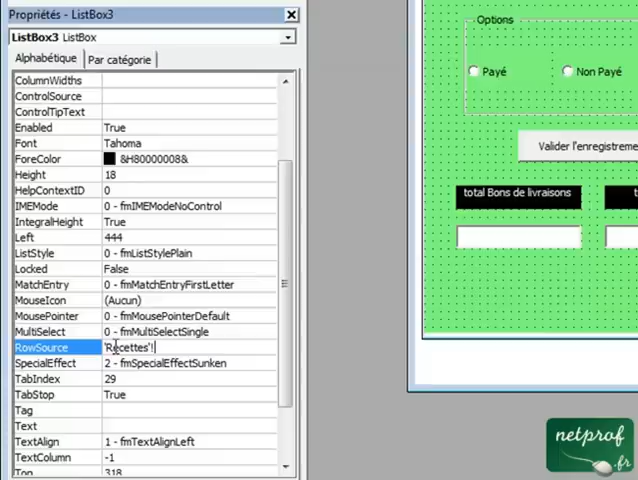 Propriétés - ListBox3
ListBox3 ListBox
Alphabétique Par catégorie
ColumnWidths
ControlSource
ControlTipText
Enabled True
Font Tahoma
ForeColor &H80000008&
Height 18
HelpContextID 0
IMEMode 0 - fmIMEModeNoControl
IntegralHeight True
Left 444
ListStyle 0 - fmListStylePlain
Locked False
MatchEntry 0 - fmMatchEntryFirstLetter
MouseIcon (Aucun)
MousePointer 0 - fmMousePointerDefault
MultiSelect 0 - fmMultiSelectSingle
RowSource 'Recettes'!
SpecialEffect 2 - fmSpecialEffectSunken
TabIndex 29
TabStop True
Tag
Text
TextAlign 1 - fmTextAlignLeft
TextColumn -1
Top 318
Options
Payé Non Payé
Valider l'enregistreme
total Bons de livraisons t
netprof
.fr